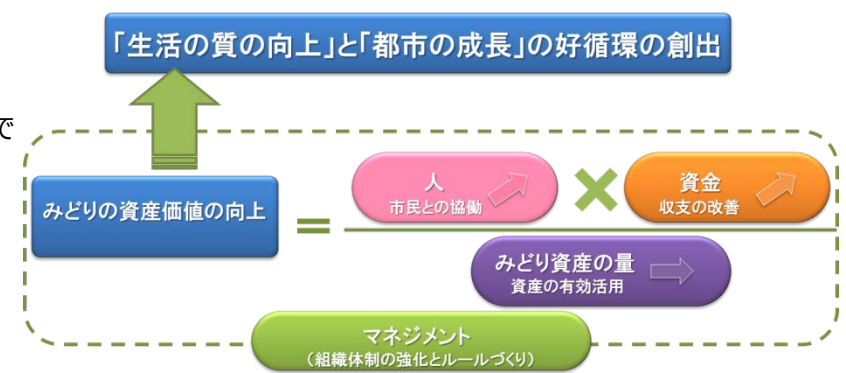 「生活の質の向上」と「都市の成長」の好循環の創出
で
みどりの資産価値の向上
=
人
市民との協働
×
資金
収支の改善
みどり資産の量
資産の有効活用
マネジメント
(組織体制の強化とルールづくり)